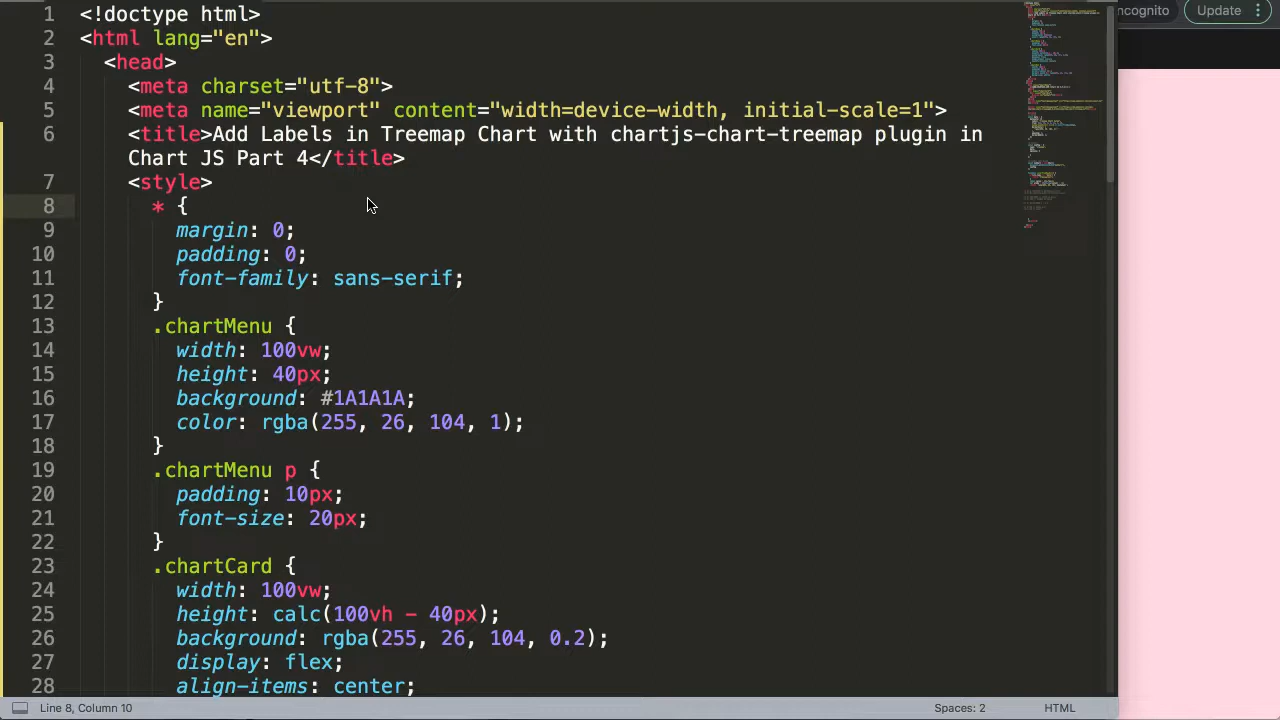 1 <!doctype html>
2 <html lang="en">
3 <head>
4 <meta charset="utf-8">
5 <meta name="viewport" content="width=device-width, initial-scale=1">
6 <title>Add Labels in Treemap Chart with chartjs-chart-treemap plugin in
Chart JS Part 4</title>
7 <style>
8 * {
9 margin: 0;
10 padding: 0;
11 font-family: sans-serif;
12 }
13 .chartMenu {
14 width: 100vw;
15 height: 40px;
16 background: #1A1A1A;
17 color: rgba(255, 26, 104, 1);
18 }
19 .chartMenu p {
20 padding: 10px;
21 font-size: 20px;
22 }
23 .chartCard {
24 width: 100vw;
25 height: calc(100vh - 40px);
26 background: rgba(255, 26, 104, 0.2);
27 display: flex;
28 align-items: center;
Line 8, Column 10
Spaces: 2
HTML
cognito
Update